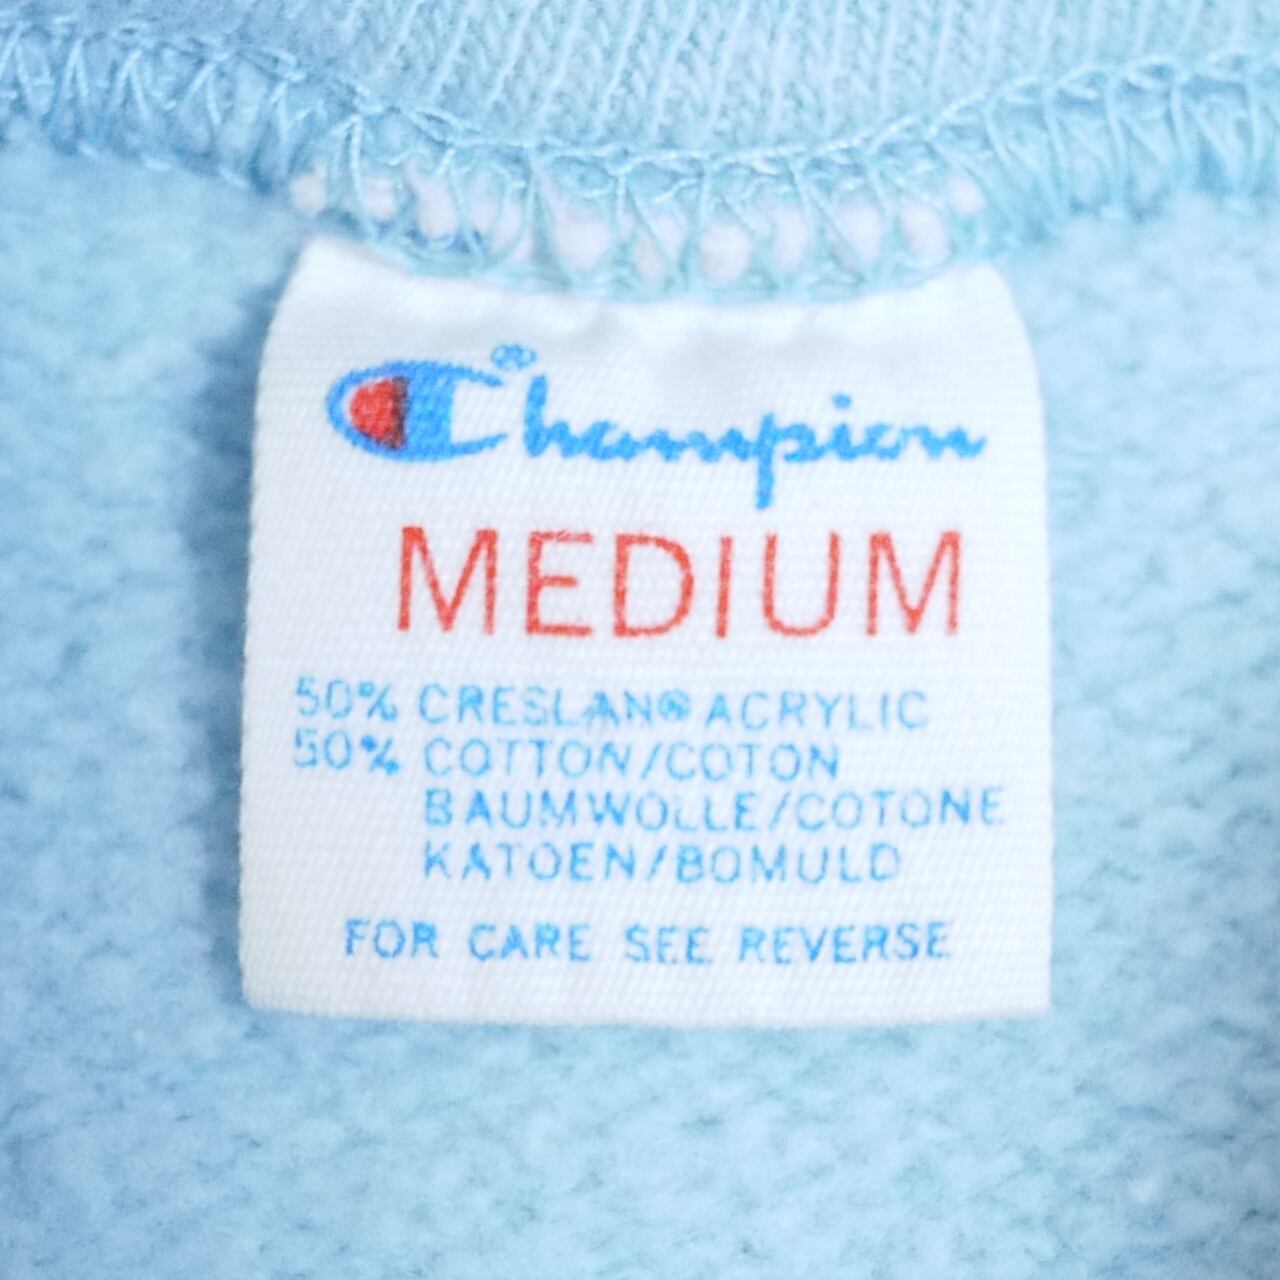 Champion®
MEDIUM
50% CRESLAN® ACRYLIC
50% COTTON/COTON
BAUMWOLLE/COTONE
KATOEN/BOMULD
FOR CARE SEE REVERSE